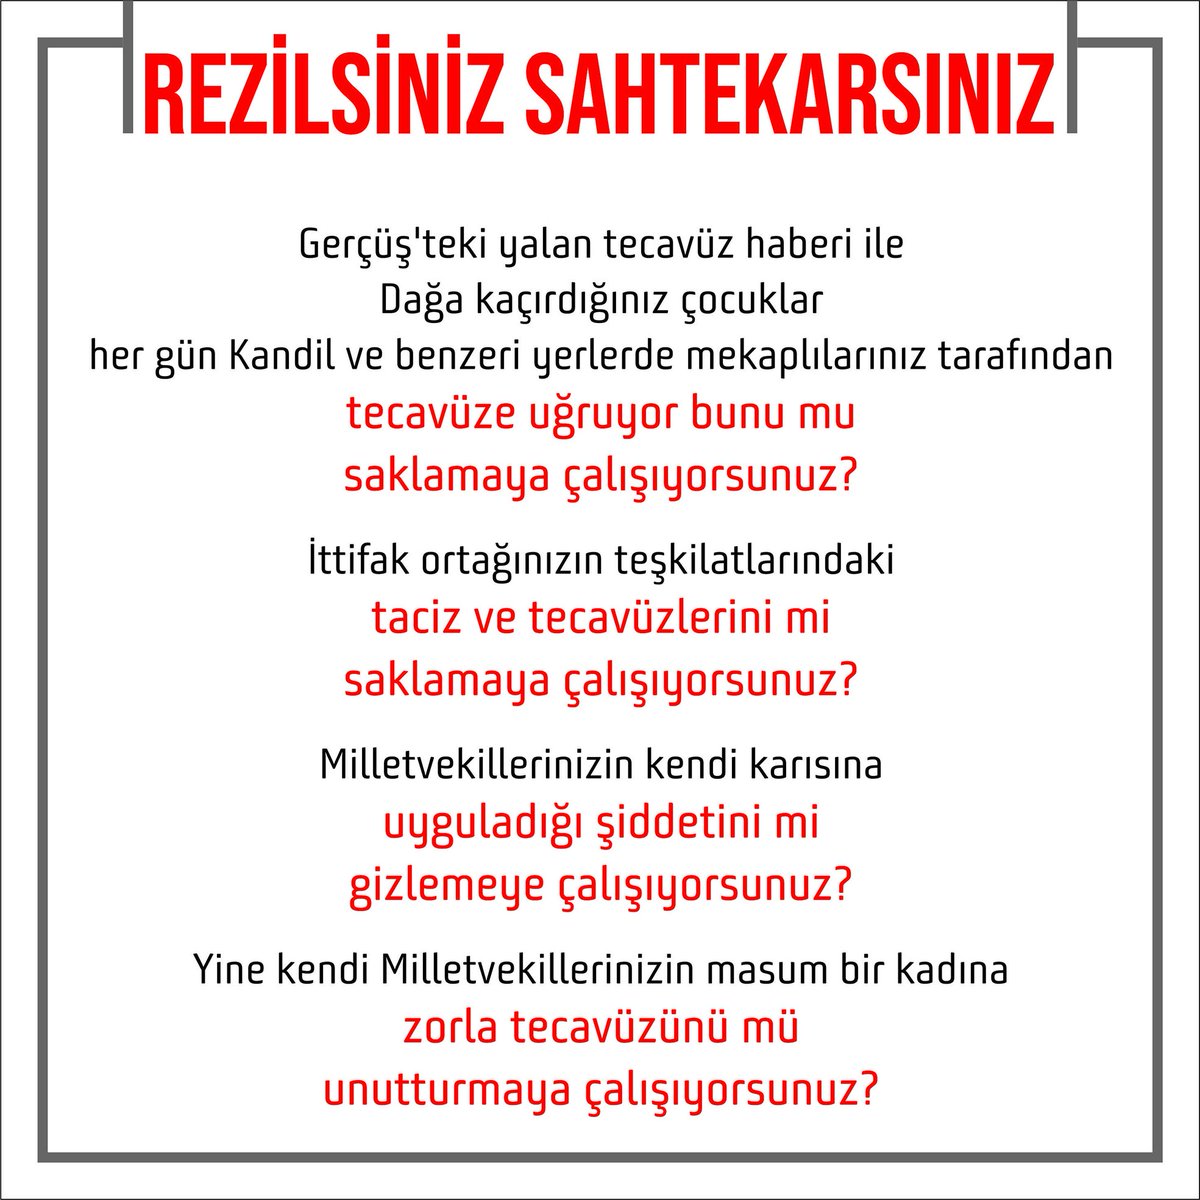 REZİLSİNİZ SAHTEKARSINIZ
Gerçüş'teki yalan tecavüz haberi ile
Dağa kaçırdığınız çocuklar
her gün Kandil ve benzeri yerlerde mekaplılarınız tarafından
tecavüze uğruyor bunu mu
saklamaya çalışıyorsunuz?
İttifak ortağınızın teşkilatlarındaki
taciz ve tecavüzlerini mi
saklamaya çalışıyorsunuz?
Milletvekillerinizin kendi karısına
uyguladığı şiddetini mi
gizlemeye çalışıyorsunuz?
Yine kendi Milletvekillerinizin masum bir kadına
zorla tecavüzünü mü
unutturmaya çalışıyorsunuz?